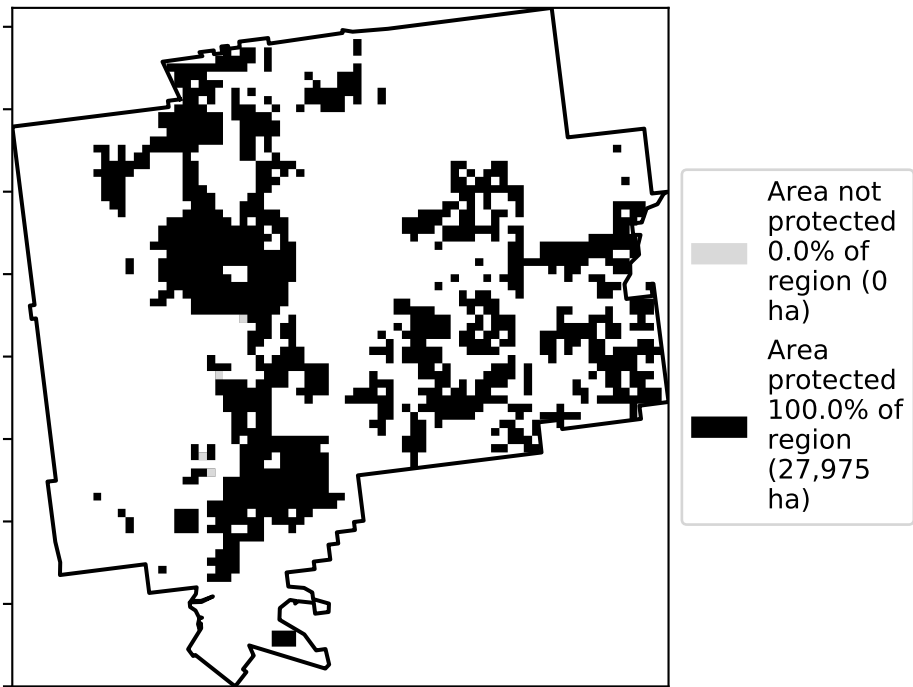 Area not
protected
0.0% of
region (0
ha)
Area
protected
100.0% of
region
(27,975
ha)